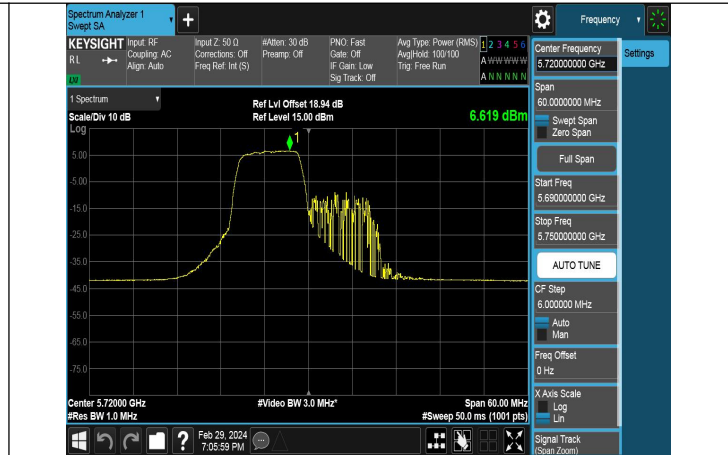 Spectrum Analyzer 1
Swept SA
Frequency
KEYSIGHT
RL
LXI
Input: RF
Coupling: AC
Align: Auto
Input Z: 50 Ω
Corrections: Off
Freq Ref: Int (S)
#Atten: 30 dB
Preamp: Off
PNO: Fast
Gate: Off
IF Gain: Low
Sig Track: Off
Avg Type: Power (RMS)
Avg|Hold: 100/100
Trig: Free Run
1 2 3 4 5 6
A W W W W W
A N N N N N
1 Spectrum
Scale/Div 10 dB
Log
Ref Lvl Offset 18.94 dB
Ref Level 15.00 dBm
6.619 dBm
1
5.00
-5.00
-15.0
-25.0
-35.0
-45.0
-55.0
-65.0
-75.0
Center 5.72000 GHz
#Res BW 1.0 MHz
#Video BW 3.0 MHz*
Span 60.00 MHz
#Sweep 50.0 ms (1001 pts)
?
Feb 29, 2024
7:05:59 PM
Center Frequency
5.720000000 GHz
Settings
Span
60.0000000 MHz
Swept Span
Zero Span
Full Span
Start Freq
5.690000000 GHz
Stop Freq
5.750000000 GHz
AUTO TUNE
CF Step
6.000000 MHz
Auto
Man
Freq Offset
0 Hz
X Axis Scale
Log
Lin
Signal Track
(Span Zoom)